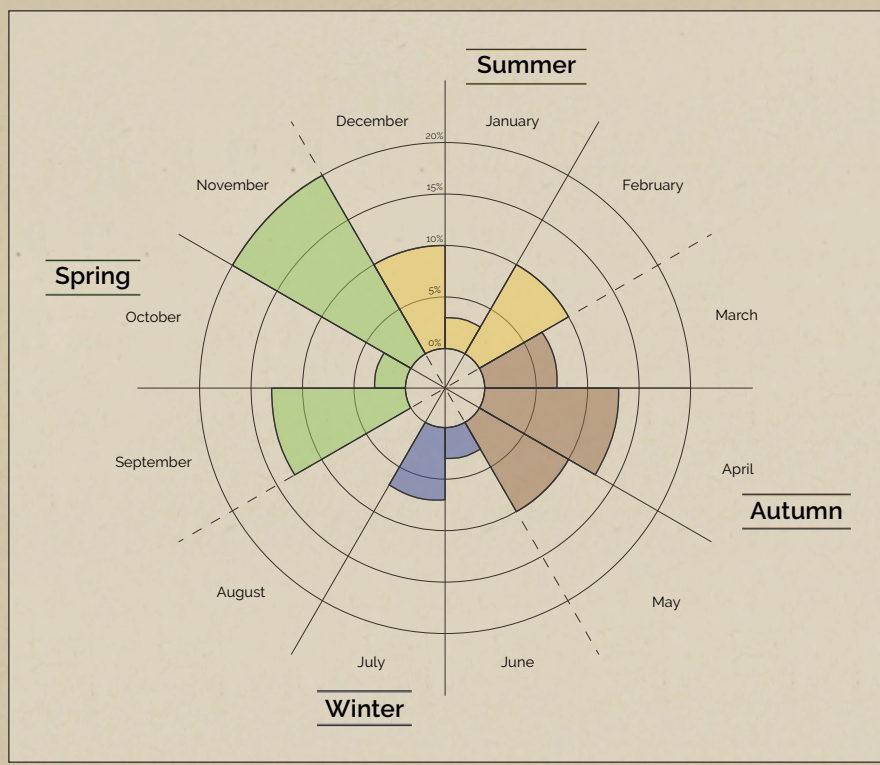 Summer
December
January
20%
November
February
15%
10%
Spring
5%
October
March
0%
September
April
Autumn
August
May
July
June
Winter